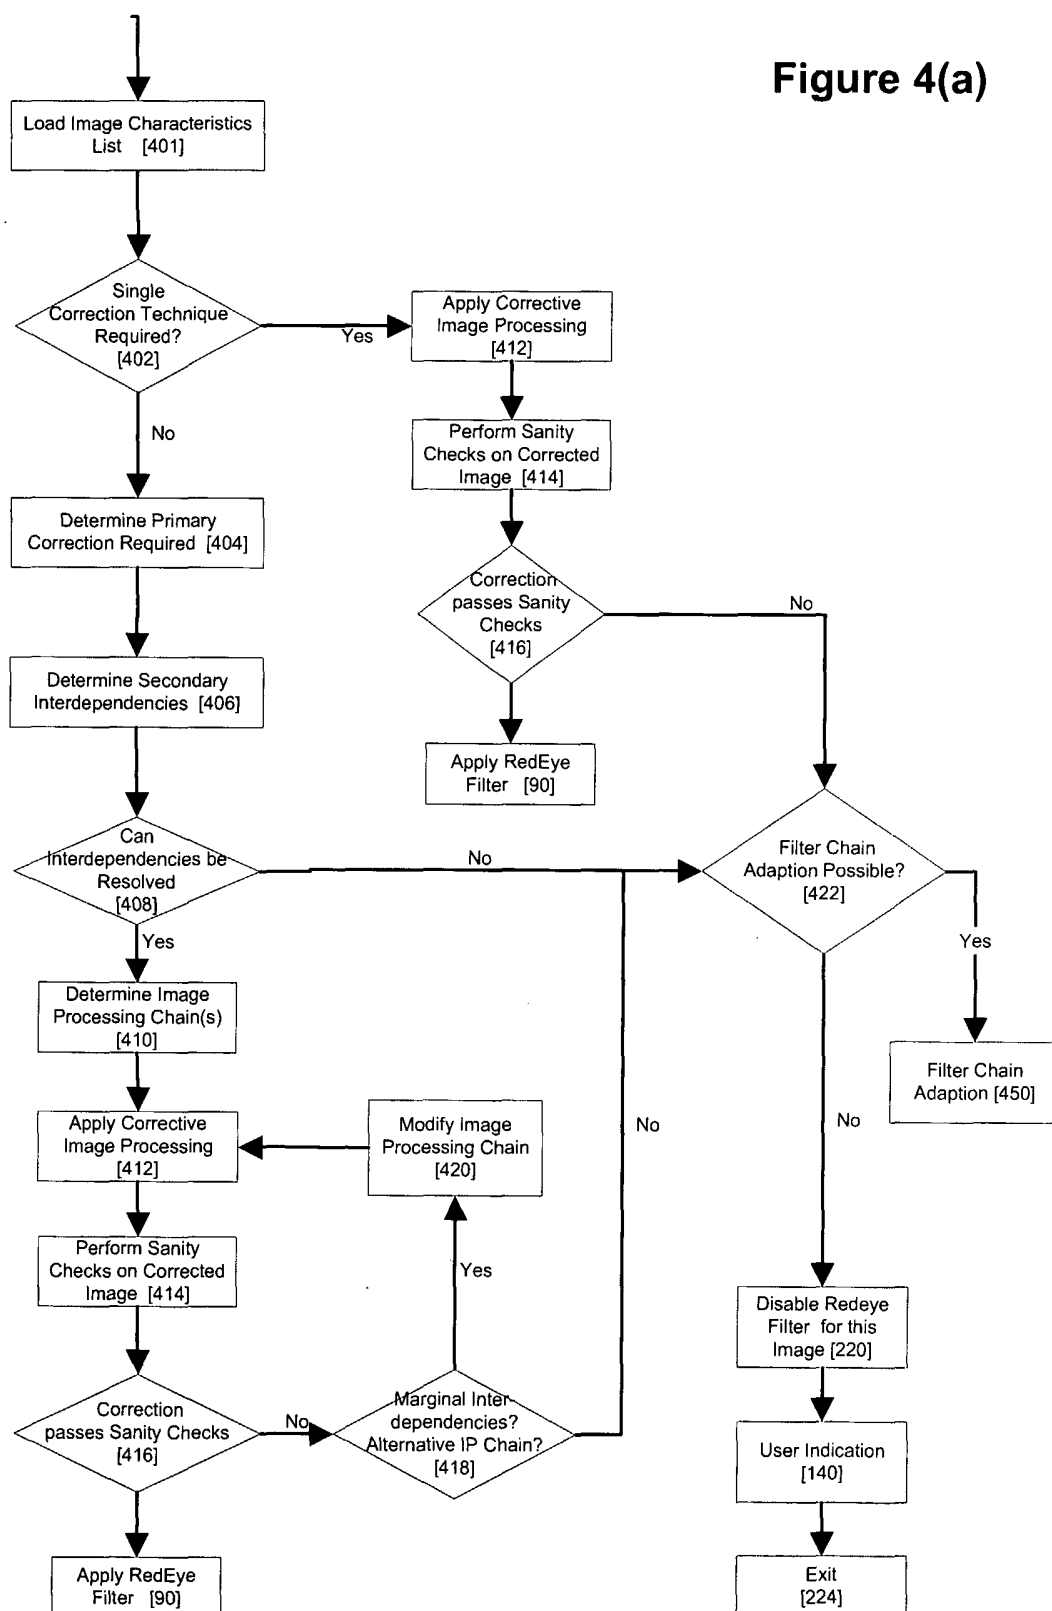 Figure 4(a)
Load Image Characteristics
List [401]
Single
Correction Technique
Required?
[402]
Yes
No
Apply Corrective
Image Processing
[412]
Perform Sanity
Checks on Corrected
Image [414]
Correction
passes Sanity
Checks
[416]
No
Apply RedEye
Filter [90]
Determine Primary
Correction Required [404]
Determine Secondary
Interdependencies [406]
Can
Interdependencies be
Resolved
[408]
No
Yes
Filter Chain
Adaption Possible?
[422]
Yes
No
Filter Chain
Adaption [450]
Determine Image
Processing Chain(s)
[410]
Apply Corrective
Image Processing
[412]
Modify Image
Processing Chain
[420]
No
Perform Sanity
Checks on Corrected
Image [414]
Yes
Correction
passes Sanity Checks
[416]
No
Marginal Inter-
dependencies?
Alternative IP Chain?
[418]
Apply RedEye
Filter [90]
Disable Redeye
Filter for this
Image [220]
User Indication
[140]
Exit
[224]